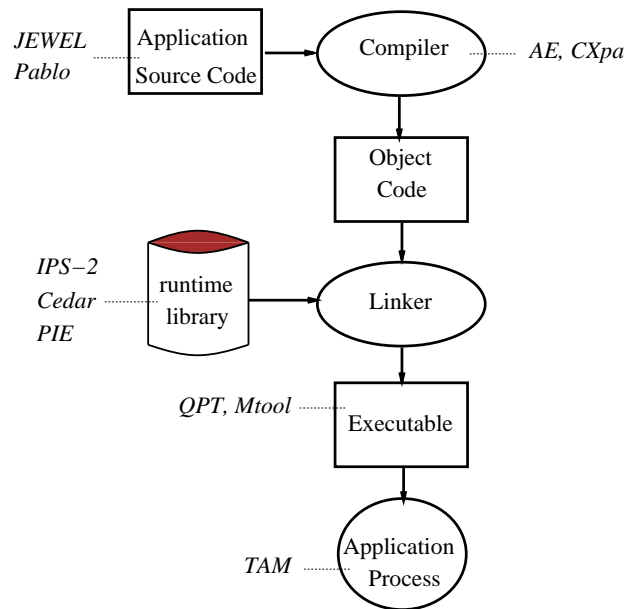 JEWEL
Pablo
Application
Source Code
Compiler
AE, CXpa
Object
Code
IPS−2
Cedar
PIE
runtime
library
Linker
QPT, Mtool
Executable
TAM
Application
Process